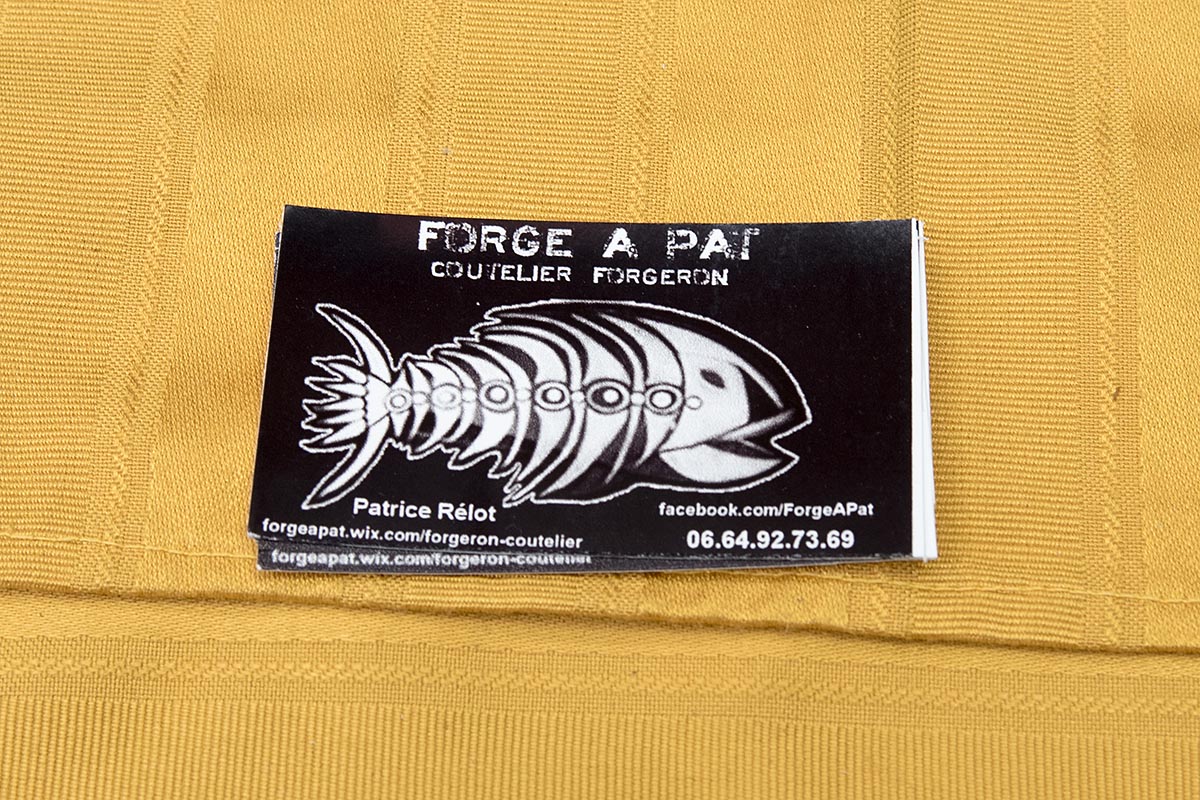 FORGE A PAT
COUTELIER FORGERON
Patrice Rélot
facebook.com/ForgeAPat
forgeapat.wix.com/forgeron-coutelier
06.64.92.73.69
forgeapat.wix.com/forgeron-coutelier